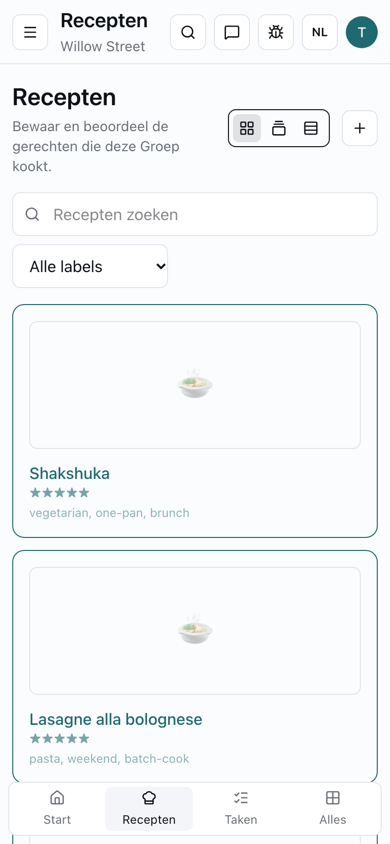 Recepten
Willow Street
NL
T
Recepten
Bewaar en beoordeel de
gerechten die deze Groep
kookt.
Recepten zoeken
Alle labels
Shakshuka
★★★★★
vegetarian, one-pan, brunch
Lasagne alla bolognese
★★★★★
pasta, weekend, batch-cook
Start
Recepten
Taken
Alles